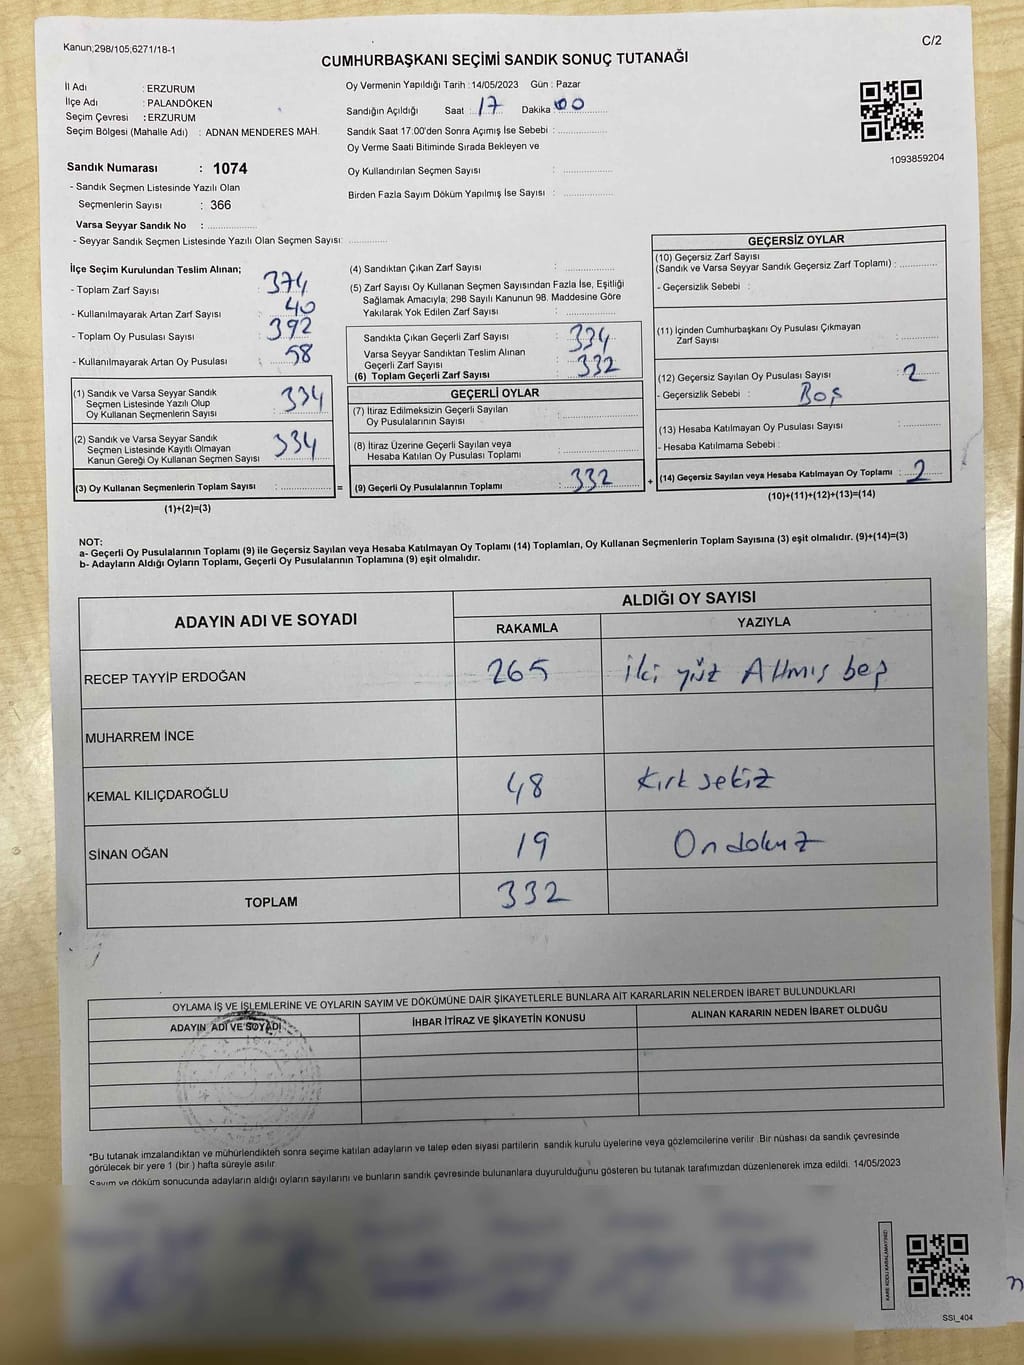 Kanun;298/105;6271/18-1
C/2
CUMHURBAŞKANI SEÇİMİ SANDIK SONUÇ TUTANAĞI
İl Adı : ERZURUM
İlçe Adı : PALANDÖKEN
Seçim Çevresi : ERZURUM
Seçim Bölgesi (Mahalle Adı) : ADNAN MENDERES MAH.
Oy Vermenin Yapıldığı Tarih : 14/05/2023 Gün : Pazar
Sandığın Açıldığı Saat : 17 Dakika 00
Sandık Saat 17.00'den Sonra Açımış İse Sebebi :
Oy Verme Saati Bitiminde Sırada Bekleyen ve
Oy Kullandırılan Seçmen Sayısı :
Birden Fazla Sayım Döküm Yapılmış İse Sayısı :
1093859204
Sandık Numarası : 1074
- Sandık Seçmen Listesinde Yazılı Olan
Seçmenlerin Sayısı : 366
Varsa Seyyar Sandık No :
- Seyyar Sandık Seçmen Listesinde Yazılı Olan Seçmen Sayısı:
İlçe Seçim Kurulundan Teslim Alınan;
- Toplam Zarf Sayısı : 374
- Kullanılmayarak Artan Zarf Sayısı : 40
- Toplam Oy Pusulası Sayısı : 392
- Kullanılmayarak Artan Oy Pusulası : 58
(1) Sandık ve Varsa Seyyar Sandık
Seçmen Listesinde Yazılı Olup
Oy Kullanan Seçmenlerin Sayısı : 334
(2) Sandık ve Varsa Seyyar Sandık
Seçmen Listesinde Kayıtlı Olmayan
Kanun Gereği Oy Kullanan Seçmen Sayısı : 334
(3) Oy Kullanan Seçmenlerin Toplam Sayısı : =
(1)+(2)=(3)
(4) Sandıktan Çıkan Zarf Sayısı :
(5) Zarf Sayısı Oy Kullanan Seçmen Sayısından Fazla İse, Eşitliği
Sağlamak Amacıyla; 298 Sayılı Kanunun 98. Maddesine Göre
Yakılarak Yok Edilen Zarf Sayısı :
Sandıkta Çıkan Geçerli Zarf Sayısı : 334
Varsa Seyyar Sandıktan Teslim Alınan
Geçerli Zarf Sayısı : 332
(6) Toplam Geçerli Zarf Sayısı
GEÇERLİ OYLAR
(7) İtiraz Edilmeksizin Geçerli Sayılan
Oy Pusulalarının Sayısı :
(8) İtiraz Üzerine Geçerli Sayılan veya
Hesaba Katılan Oy Pusulası Toplamı :
(9) Geçerli Oy Pusulalarının Toplamı : 332 +
GEÇERSİZ OYLAR
(10) Geçersiz Zarf Sayısı
(Sandık ve Varsa Seyyar Sandık Geçersiz Zarf Toplamı) :
- Geçersizlik Sebebi :
(11) İçinden Cumhurbaşkanı Oy Pusulası Çıkmayan
Zarf Sayısı :
(12) Geçersiz Sayılan Oy Pusulası Sayısı : 2
- Geçersizlik Sebebi : Boş
(13) Hesaba Katılmayan Oy Pusulası Sayısı :
- Hesaba Katılmama Sebebi :
(14) Geçersiz Sayılan veya Hesaba Katılmayan Oy Toplamı : 2
(10)+(11)+(12)+(13)=(14)
NOT:
a- Geçerli Oy Pusulalarının Toplamı (9) ile Geçersiz Sayılan veya Hesaba Katılmayan Oy Toplamı (14) Toplamları, Oy Kullanan Seçmenlerin Toplam Sayısına (3) eşit olmalıdır. (9)+(14)=(3)
b- Adayların Aldığı Oyların Toplamı, Geçerli Oy Pusulalarının Toplamına (9) eşit olmalıdır.
ADAYIN ADI VE SOYADI
ALDIĞI OY SAYISI
RAKAMLA YAZIYLA
RECEP TAYYİP ERDOĞAN 265 iki yüz Altmış beş
MUHARREM İNCE
KEMAL KILIÇDAROĞLU 48 Kırk sekiz
SİNAN OĞAN 19 On dokuz
TOPLAM 332
OYLAMA İŞ VE İŞLEMLERİNE VE OYLARIN SAYIM VE DÖKÜMÜNE DAİR ŞİKAYETLERLE BUNLARA AİT KARARLARIN NELERDEN İBARET BULUNDUKLARI
ADAYIN ADI VE SOYADI İHBAR İTİRAZ VE ŞİKAYETİN KONUSU ALINAN KARARIN NEDEN İBARET OLDUĞU
*Bu tutanak imzalandıktan ve mühürlendikten sonra seçime katılan adayların ve talep eden siyasi partilerin sandık kurulu üyelerine veya gözlemcilerine verilir .Bir nüshası da sandık çevresinde
görülecek bir yere 1 (bir ) hafta süreyle asılır.
Sayım ve döküm sonucunda adayların aldığı oyların sayılarını ve bunların sandık çevresinde bulunanlara duyurulduğunu gösteren bu tutanak tarafımızdan düzenlenerek imza edildi. 14/05/2023
KARE KODU KARALAMAYINIZ!
SSI_404